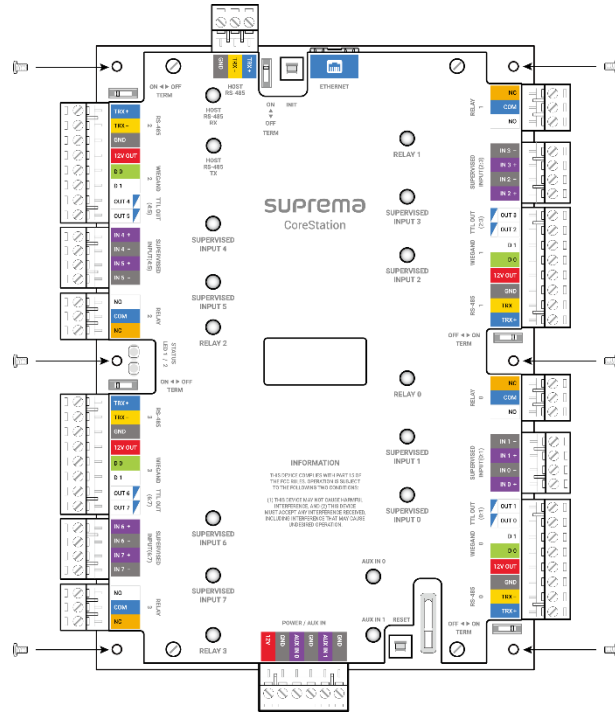 GND
TRX -
TRX +
HOST
RS 485
ON
▲
▼
OFF
TERM
INIT
ETHERNET
HOST
RS-485
RX
HOST
RS-485
TX
ON ◄► OFF
TERM
TRX +
TRX -
GND
12V OUT
D 0
D 1
OUT 4
OUT 5
RS-485
2
WIEGAND
2
TTL OUT
(4:5)
IN 4 +
IN 4 -
IN 5 +
IN 5 -
SUPERVISED
INPUT(4:5)
NO
COM
NC
RELAY
2
STATUS
LED 1 / 2
ON ◄► OFF
TERM
TRX +
TRX -
GND
12V OUT
D 0
D 1
OUT 6
OUT 7
RS-485
3
WIEGAND
3
TTL OUT
(6:7)
IN 6 +
IN 6 -
IN 7 +
IN 7 -
SUPERVISED
INPUT(6:7)
NO
COM
NC
RELAY
3
SUPERVISED
INPUT 4
SUPERVISED
INPUT 5
RELAY 2
SUPERVISED
INPUT 6
SUPERVISED
INPUT 7
RELAY 3
suprema
CoreStation
RELAY 1
SUPERVISED
INPUT 3
SUPERVISED
INPUT 2
RELAY 0
SUPERVISED
INPUT 1
SUPERVISED
INPUT 0
INFORMATION
THIS DEVICE COMPLIES WITH PART 15 OF
THE FCC RULES. OPERATION IS SUBJECT
TO THE FOLLOWING TWO CONDITIONS:
(1) THIS DEVICE MAY NOT CAUSE HARMFUL
INTERFERENCE, AND (2) THIS DEVICE
MUST ACCEPT ANY INTERFERENCE RECEIVED,
INCLUDING INTERFERENCE THAT MAY CAUSE
UNDESIRED OPERATION.
AUX IN 0
AUX IN 1
RESET
POWER / AUX IN
12V
GND
AUX IN 0
GND
AUX IN 1
GND
RELAY
1
NC
COM
NO
SUPERVISED
INPUT(2:3)
IN 3 -
IN 3 +
IN 2 -
IN 2 +
TTL OUT
(2:3)
WIEGAND
1
RS-485
1
OUT 3
OUT 2
D 1
D 0
12V OUT
GND
TRX -
TRX +
OFF ◄► ON
TERM
RELAY
0
NC
COM
NO
SUPERVISED
INPUT(0:1)
IN 1 -
IN 1 +
IN 0 -
IN 0 +
TTL OUT
(0:1)
WIEGAND
0
RS-485
0
OUT 1
OUT 0
D 1
D 0
12V OUT
GND
TRX -
TRX +
OFF ◄► ON
TERM